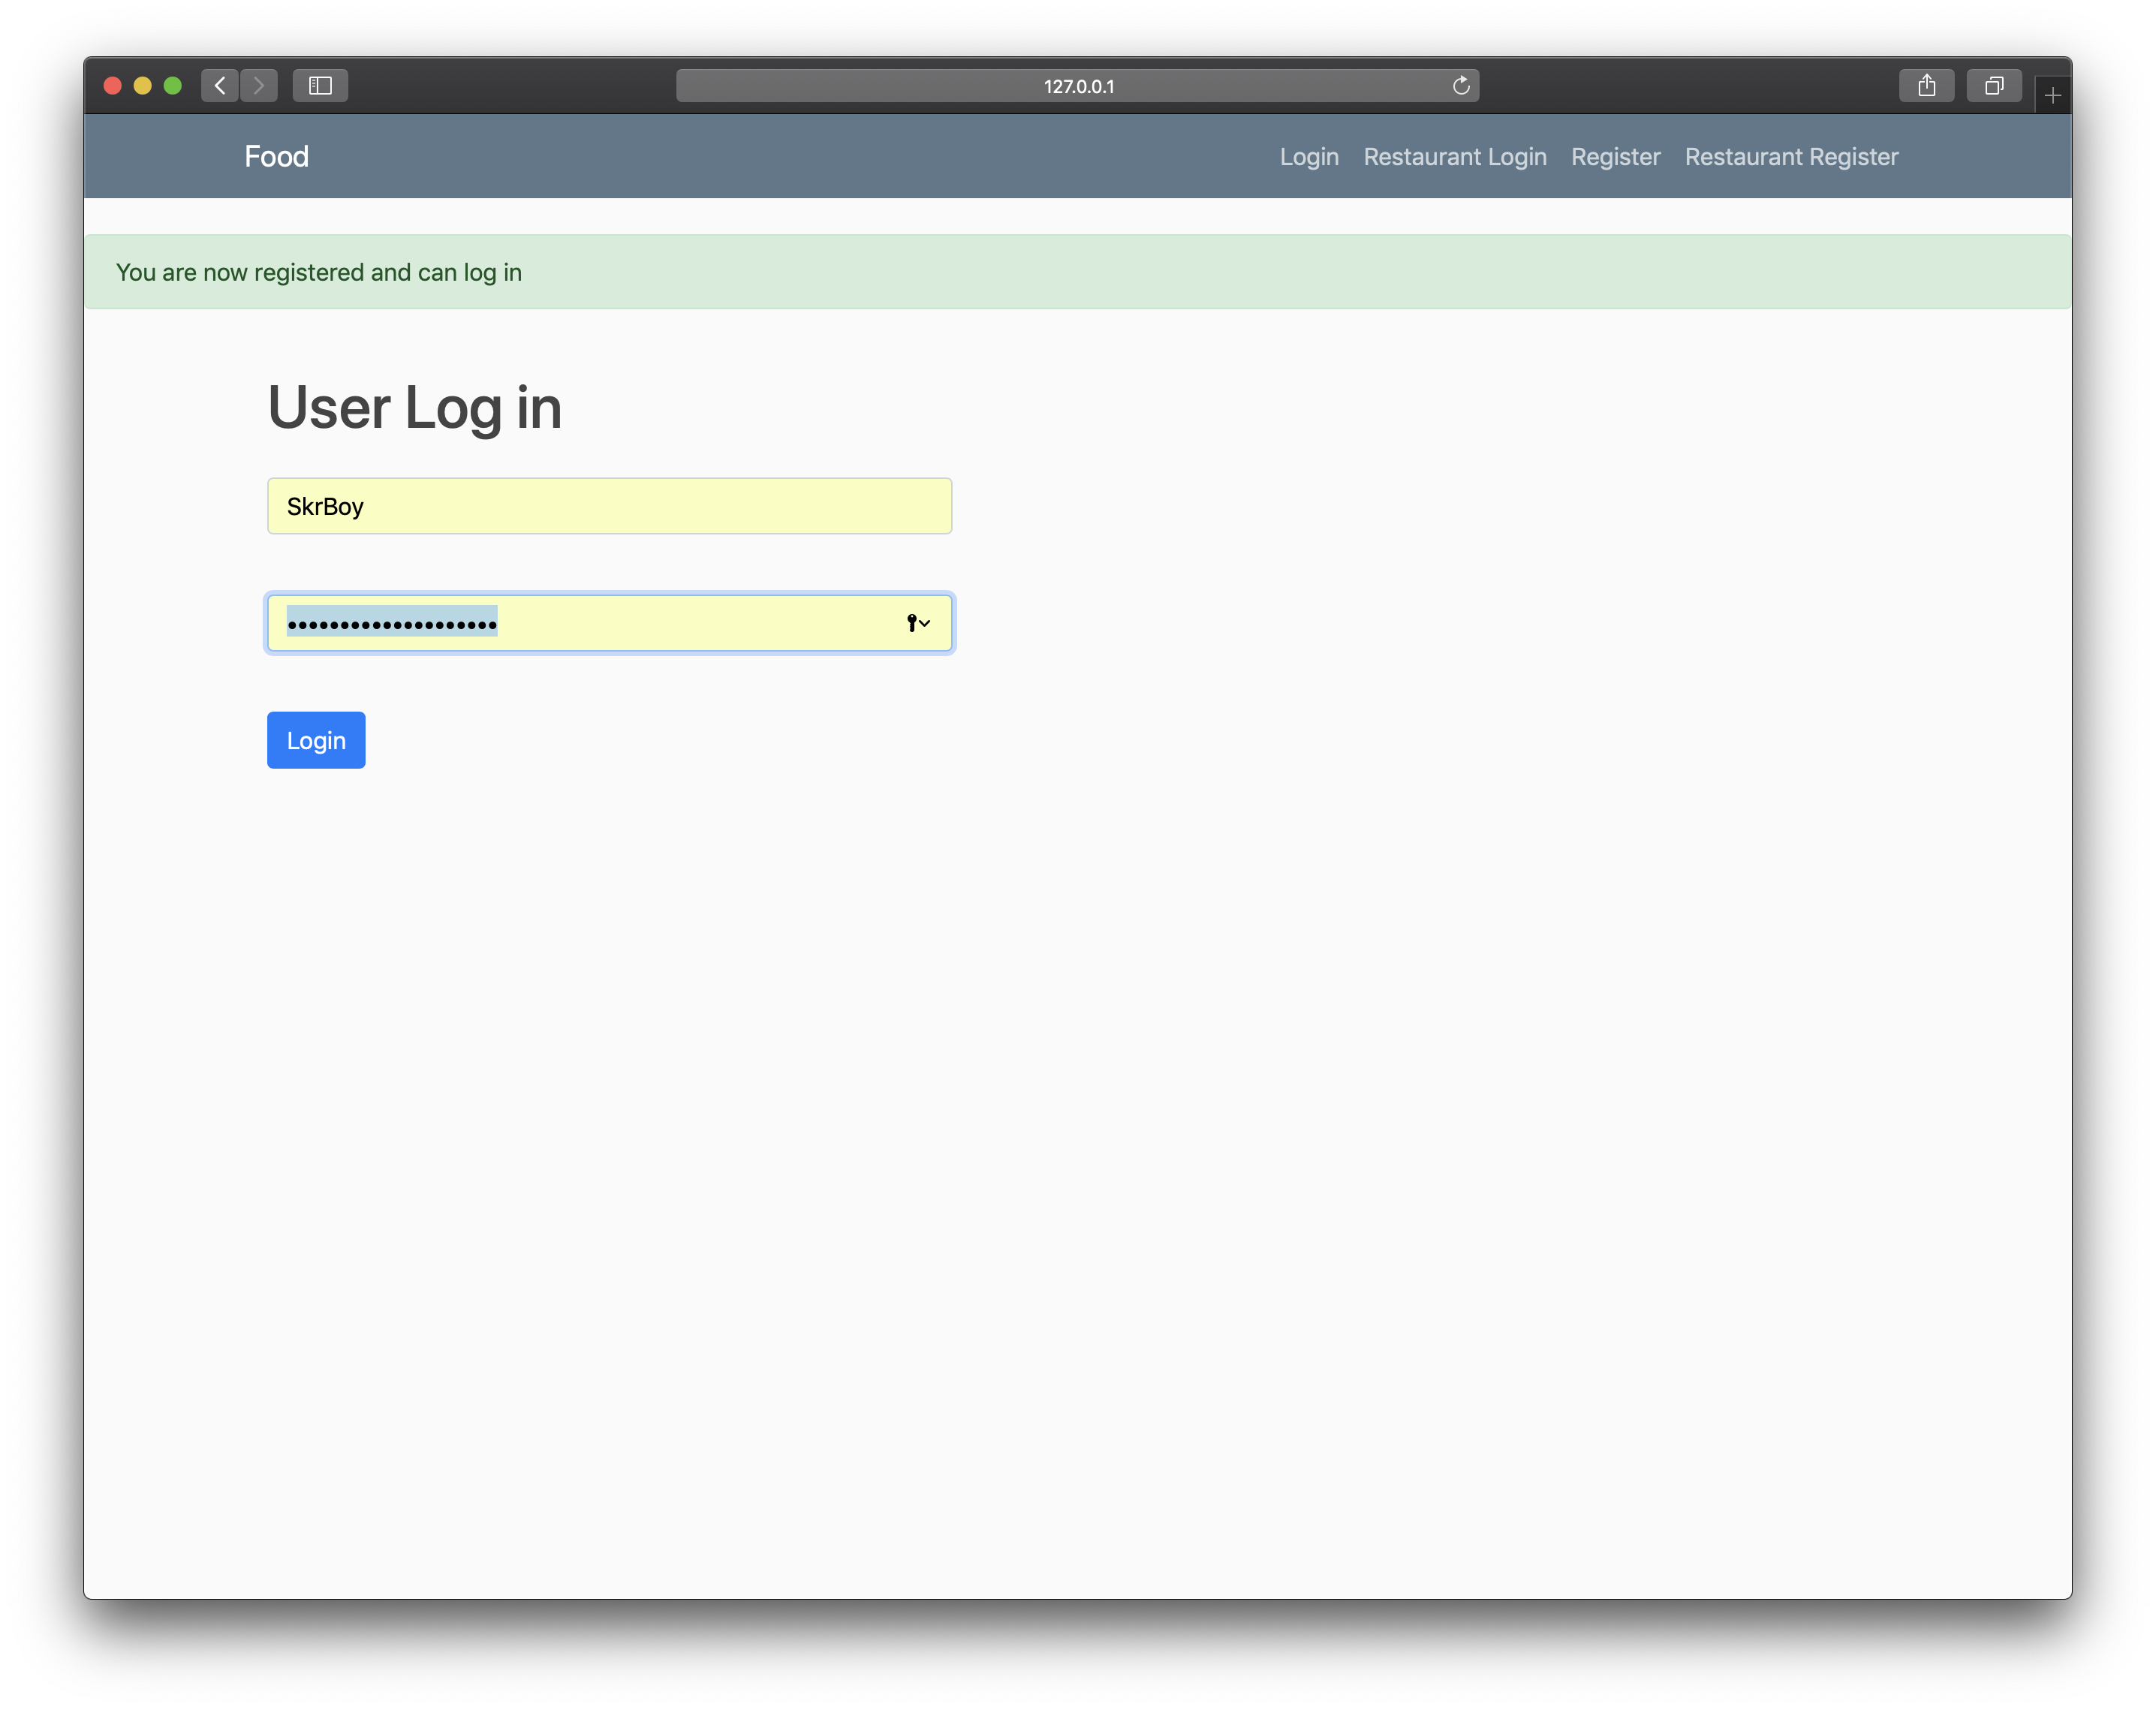 127.0.0.1
Food Login Restaurant Login Register Restaurant Register
You are now registered and can log in
User Log in
SkrBoy
••••••••••••••••••••
Login